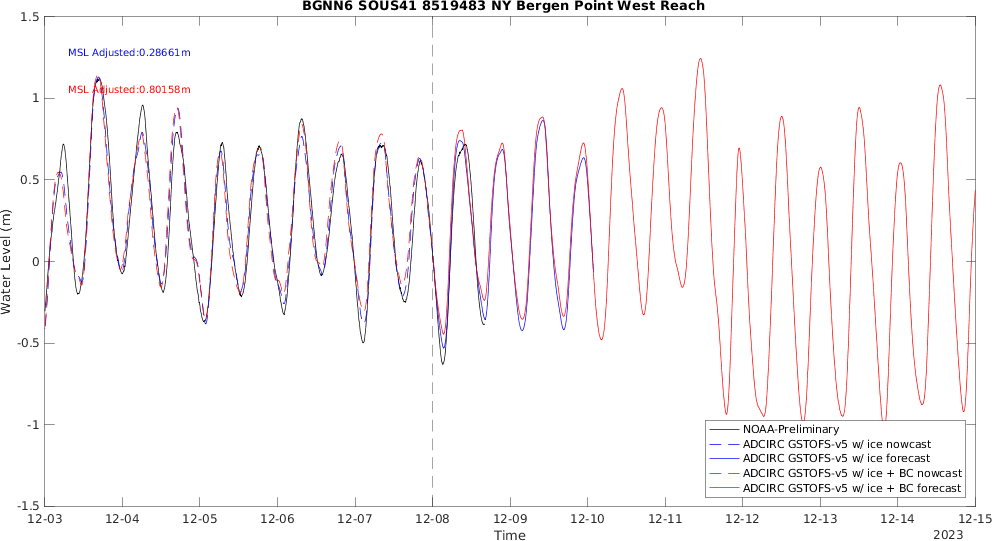 BGNN6 SOUS41 8519483 NY Bergen Point West Reach
MSL Adjusted:0.28661m
MSL Adjusted:0.80158m
Water Level (m)
1.5
1
0.5
0
-0.5
-1
-1.5
NOAA-Preliminary
ADCIRC GSTOFS-v5 w/ ice nowcast
ADCIRC GSTOFS-v5 w/ ice forecast
ADCIRC GSTOFS-v5 w/ ice + BC nowcast
ADCIRC GSTOFS-v5 w/ ice + BC forecast
12-03 12-04 12-05 12-06 12-07 12-08 12-09 12-10 12-11 12-12 12-13 12-14 12-15
Time
2023